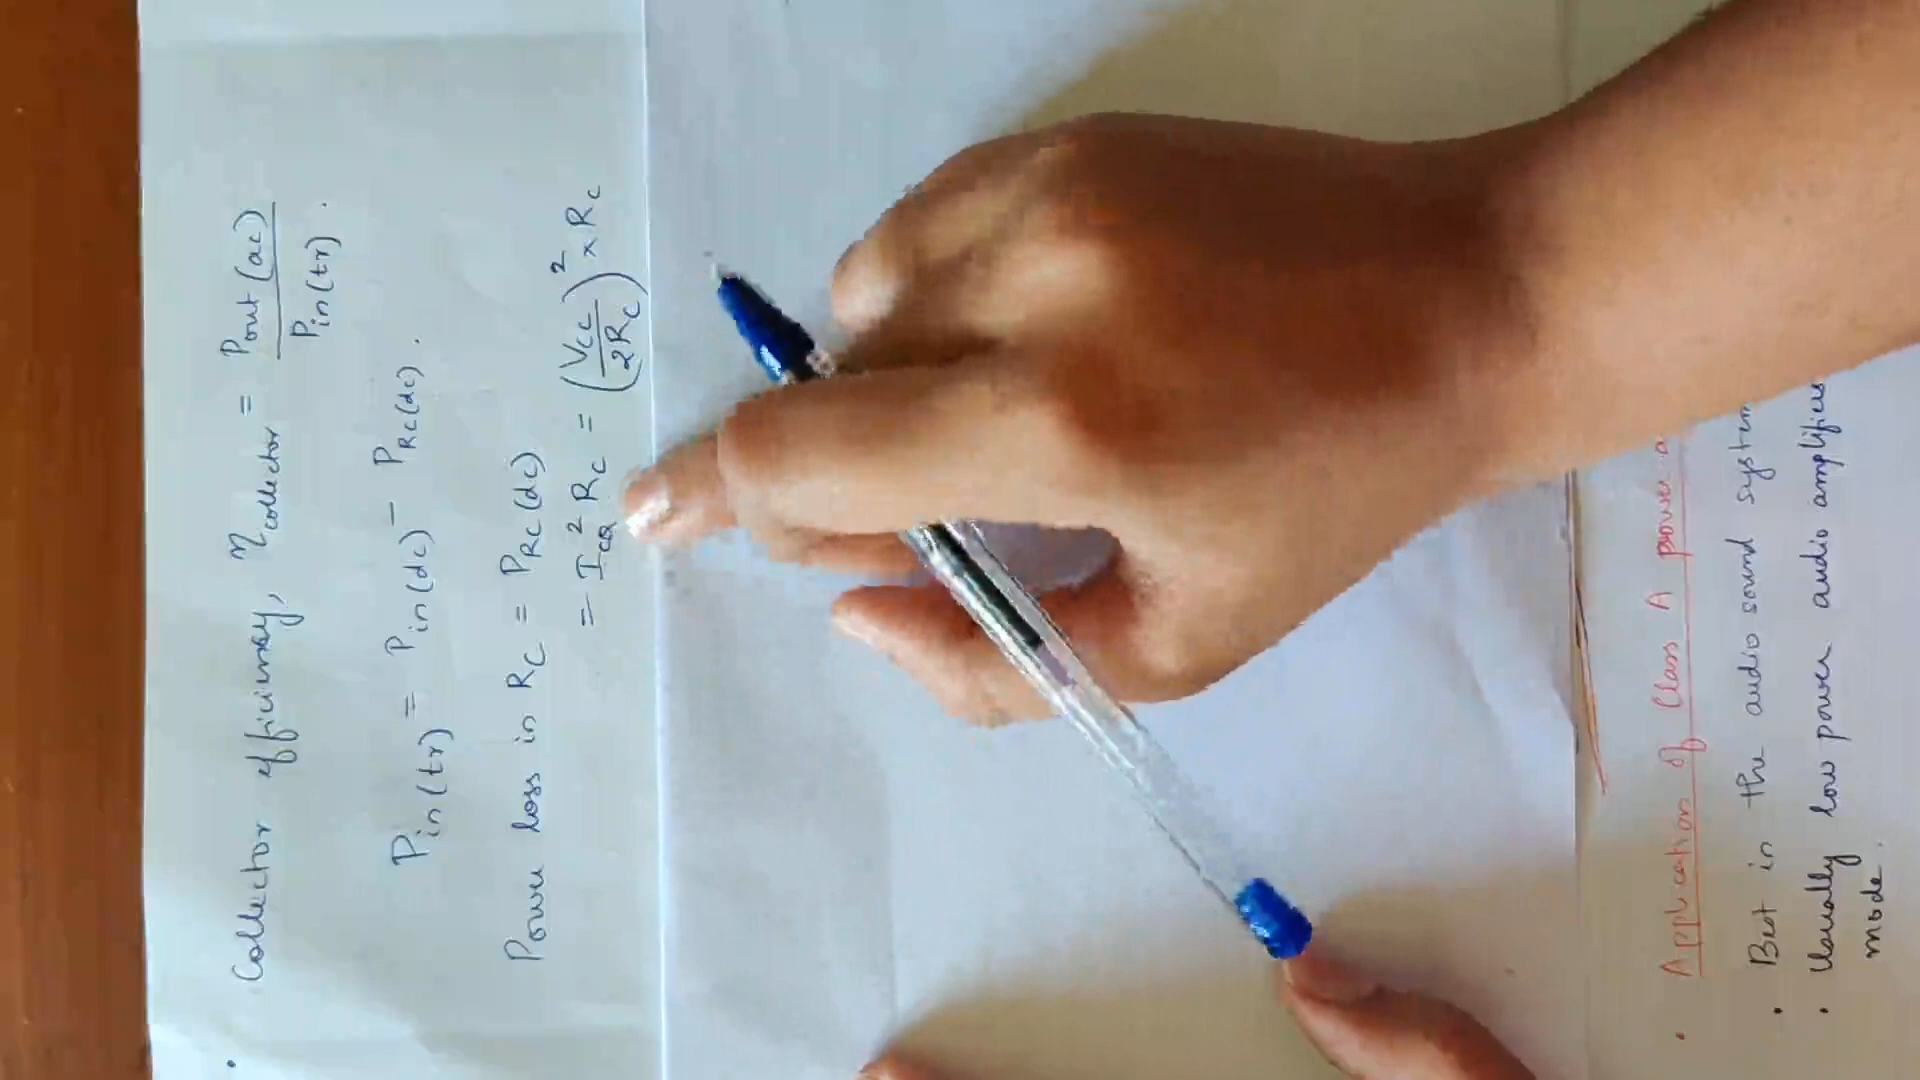 • Collector efficiency, η collector = Pout (ac) / Pin (tr) .
Pin (tr) = Pin (dc) - PRC (dc) .
Power loss in RC = PRC (dc)
= ICQ² RC = (VCC / 2RC)² × RC
• Application of Class A power
• Best in the audio sound system
• Usually low power audio amplifiers
mode.